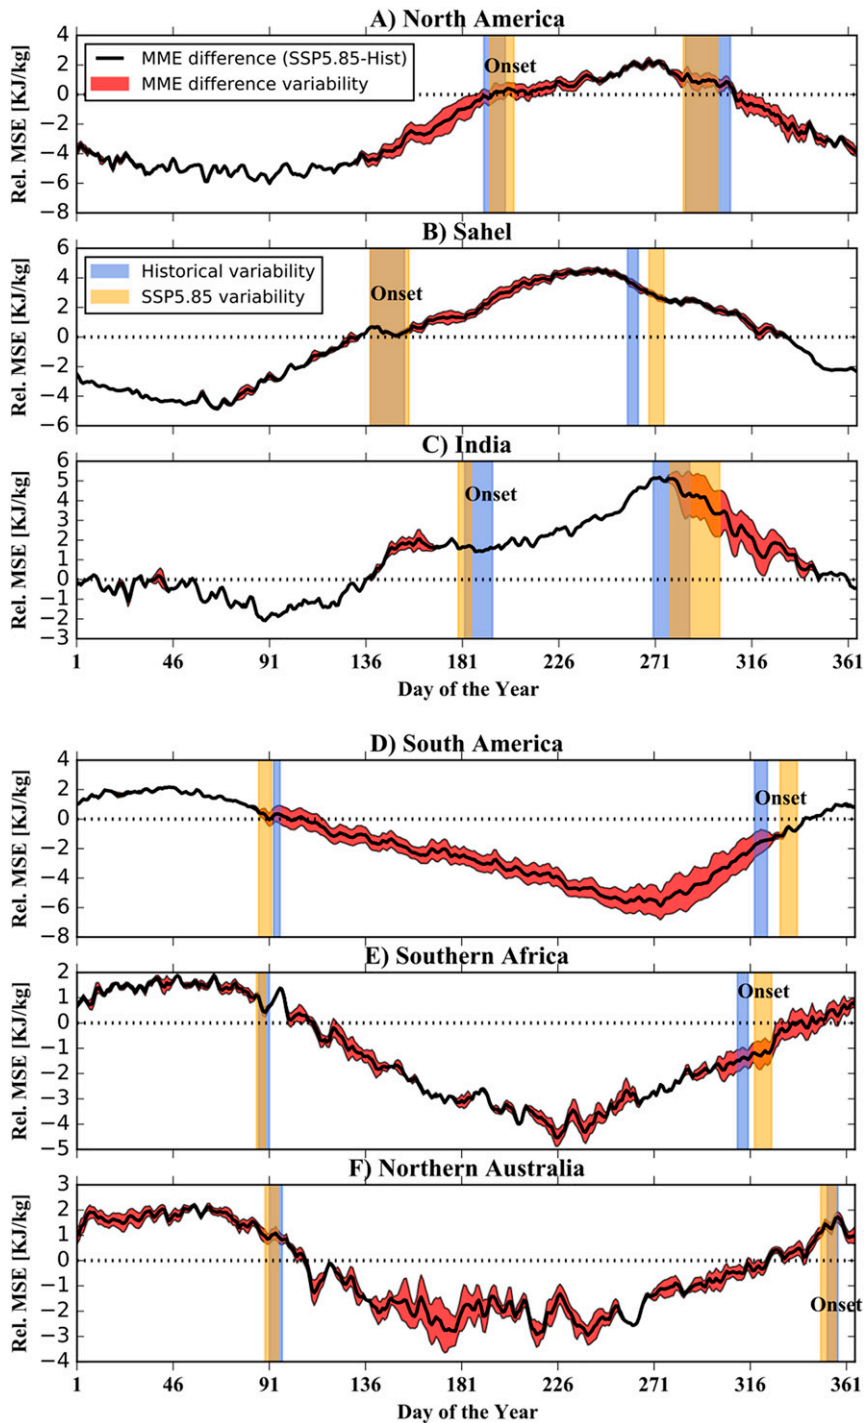 A) North America
Rel. MSE [KJ/kg]
4
2
0
−2
−4
−6
−8
MME difference (SSP5.85-Hist)
MME difference variability
Onset
B) Sahel
Rel. MSE [KJ/kg]
6
4
2
0
−2
−4
−6
Historical variability
SSP5.85 variability
Onset
C) India
Rel. MSE [KJ/kg]
6
5
4
3
2
1
0
−1
−2
−3
Onset
1 46 91 136 181 226 271 316 361
Day of the Year
D) South America
Rel. MSE [KJ/kg]
4
2
0
−2
−4
−6
−8
Onset
E) Southern Africa
Rel. MSE [KJ/kg]
2
1
0
−1
−2
−3
−4
−5
Onset
F) Northern Australia
Rel. MSE [KJ/kg]
3
2
1
0
−1
−2
−3
−4
Onset
1 46 91 136 181 226 271 316 361
Day of the Year